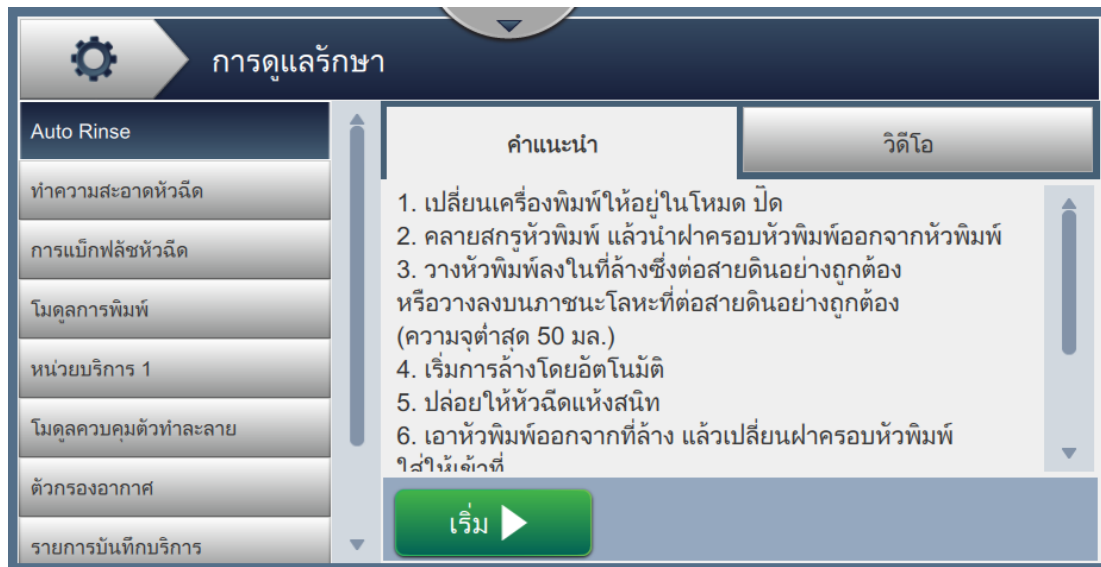 การดูแลรักษา
Auto Rinse
ทำความสะอาดหัวฉีด
การแบ็กฟลัชหัวฉีด
โมดูลการพิมพ์
หน่วยบริการ 1
โมดูลควบคุมตัวทำละลาย
ตัวกรองอากาศ
รายการบันทึกบริการ
คำแนะนำ
วิดีโอ
1. เปลี่ยนเครื่องพิมพ์ให้อยู่ในโหมด ปิด
2. คลายสกรูหัวพิมพ์ แล้วนำฝาครอบหัวพิมพ์ออกจากหัวพิมพ์
3. วางหัวพิมพ์ลงในที่ล้างซึ่งต่อสายดินอย่างถูกต้อง
หรือวางลงบนภาชนะโลหะที่ต่อสายดินอย่างถูกต้อง
(ความจุต่ำสุด 50 มล.)
4. เริ่มการล้างโดยอัตโนมัติ
5. ปล่อยให้หัวฉีดแห้งสนิท
6. เอาหัวพิมพ์ออกจากที่ล้าง แล้วเปลี่ยนฝาครอบหัวพิมพ์
ใส่ให้เข้าที่
เริ่ม